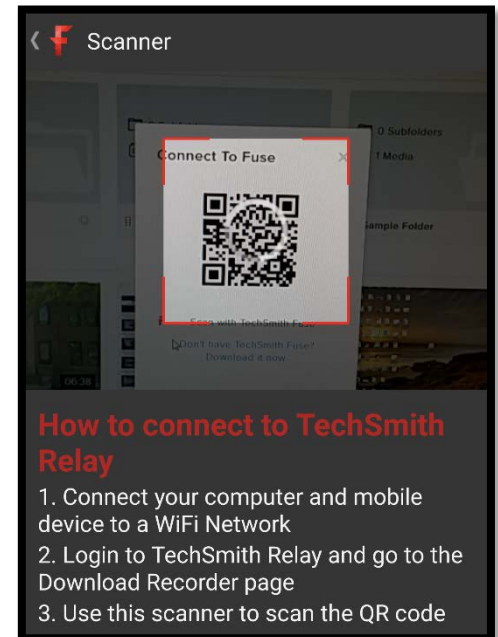 Scanner
0 Subfolders
Connect To Fuse
1 Media
Sample Folder
Scan with TechSmith Fuse
Don't have TechSmith Fuse?
Download it now
06:38
How to connect to TechSmith
Relay
1. Connect your computer and mobile
device to a WiFi Network
2. Login to TechSmith Relay and go to the
Download Recorder page
3. Use this scanner to scan the QR code